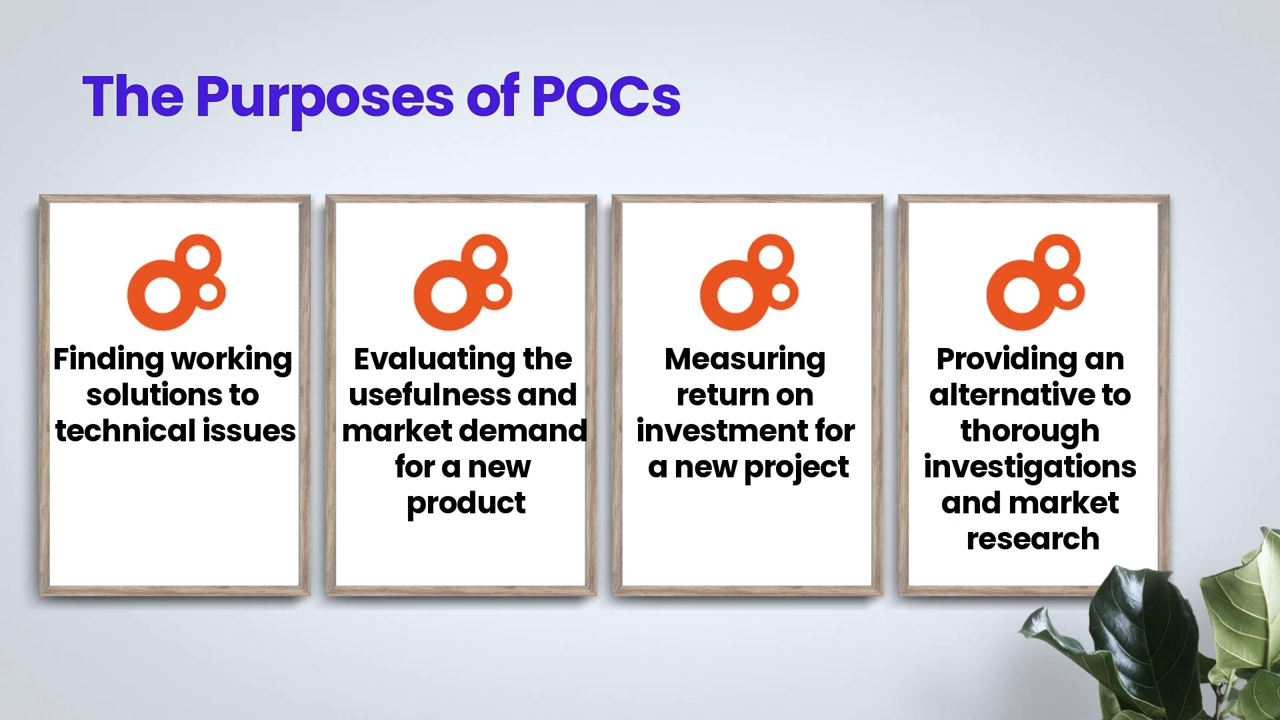 The Purposes of POCs
Finding working
solutions to
technical issues
Evaluating the
usefulness and
market demand
for a new
product
Measuring
return on
investment for
a new project
Providing an
alternative to
thorough
investigations
and market
research